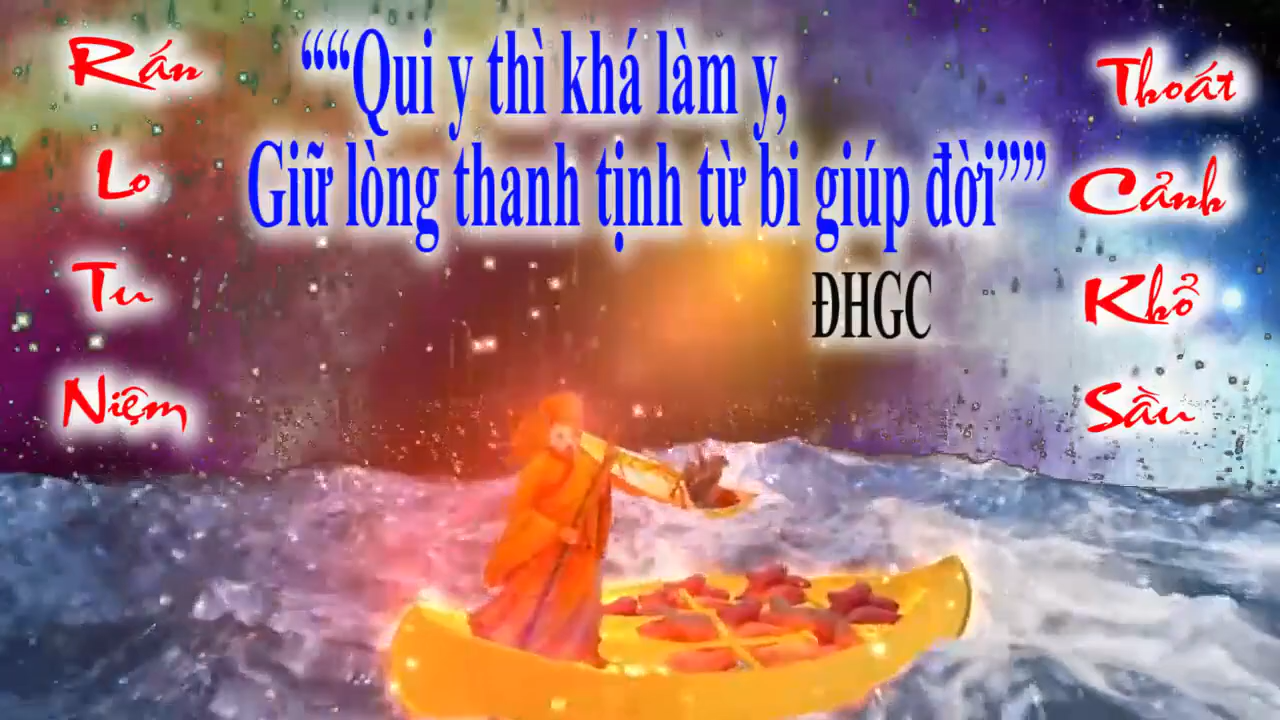 ““Qui y thì khá làm y,
Giữ lòng thanh tịnh từ bi giúp đời””
ĐHGC
Rán
Lo
Tu
Niệm
Thoát
Cảnh
Khổ
Sầu